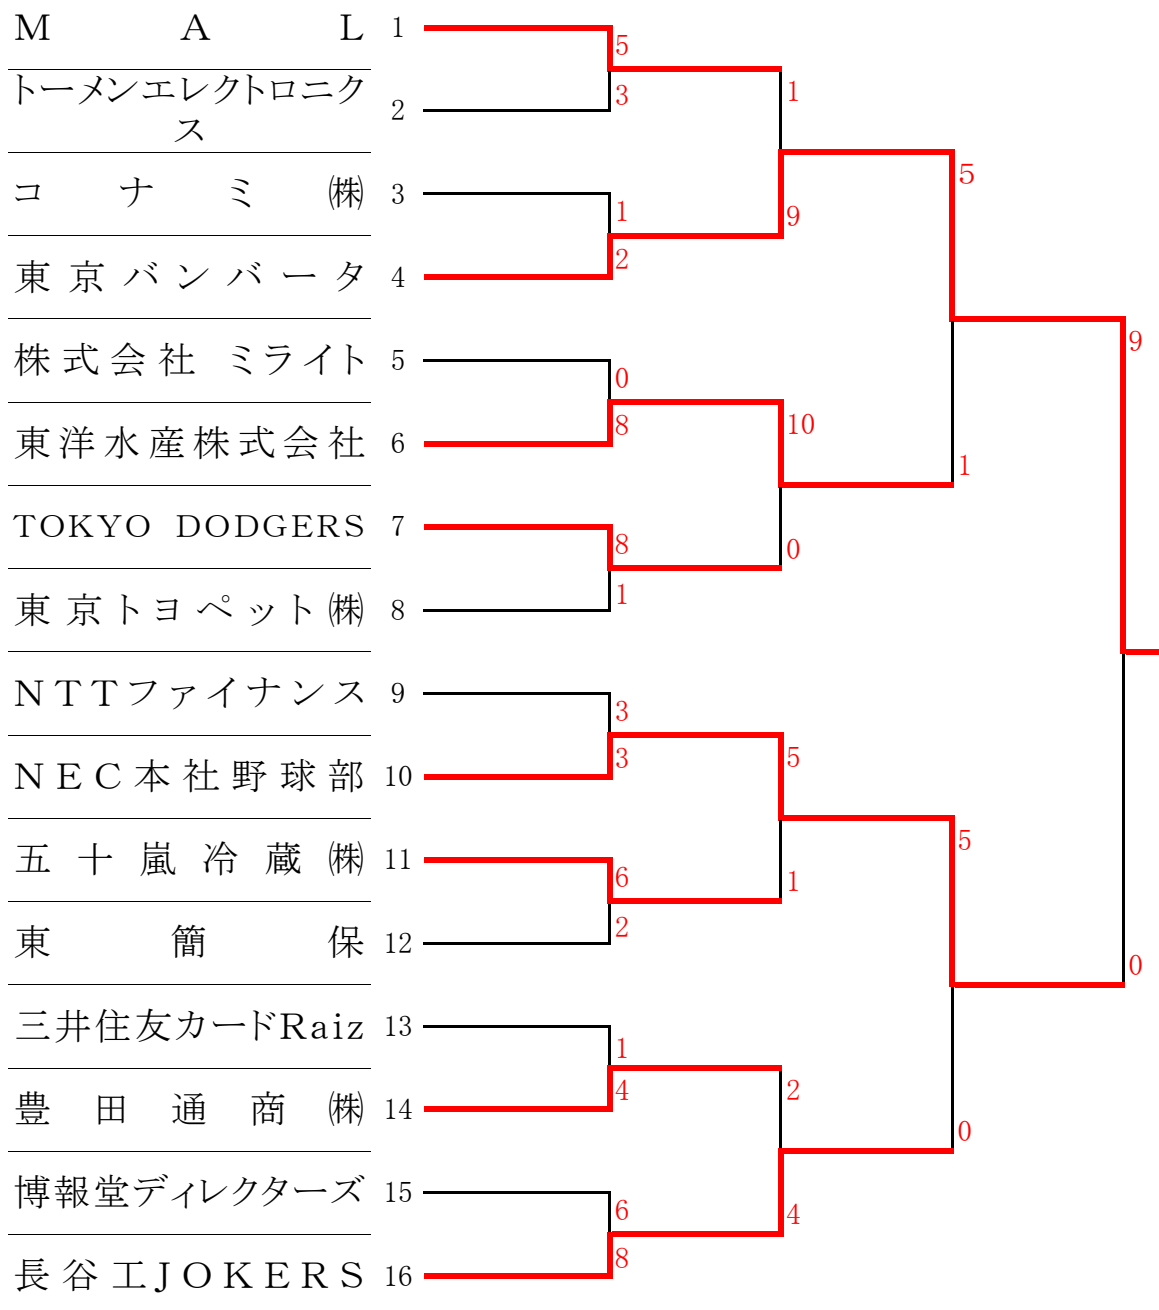 MAL 1
5
トーメンエレクトロニク
ス 2
3
1
コナミ㈱ 3
1
9
5
東京バンバータ 4
2
株式会社 ミライト 5
0
10
9
東洋水産株式会社 6
8
1
TOKYO DODGERS 7
8
0
東京トヨペット㈱ 8
1
NTTファイナンス 9
3
5
NEC本社野球部 10
3
5
五十嵐冷蔵㈱ 11
6
1
東簡保 12
2
0
三井住友カードRaiz 13
1
2
豊田通商㈱ 14
4
0
博報堂ディレクターズ 15
6
4
長谷工JOKERS 16
8